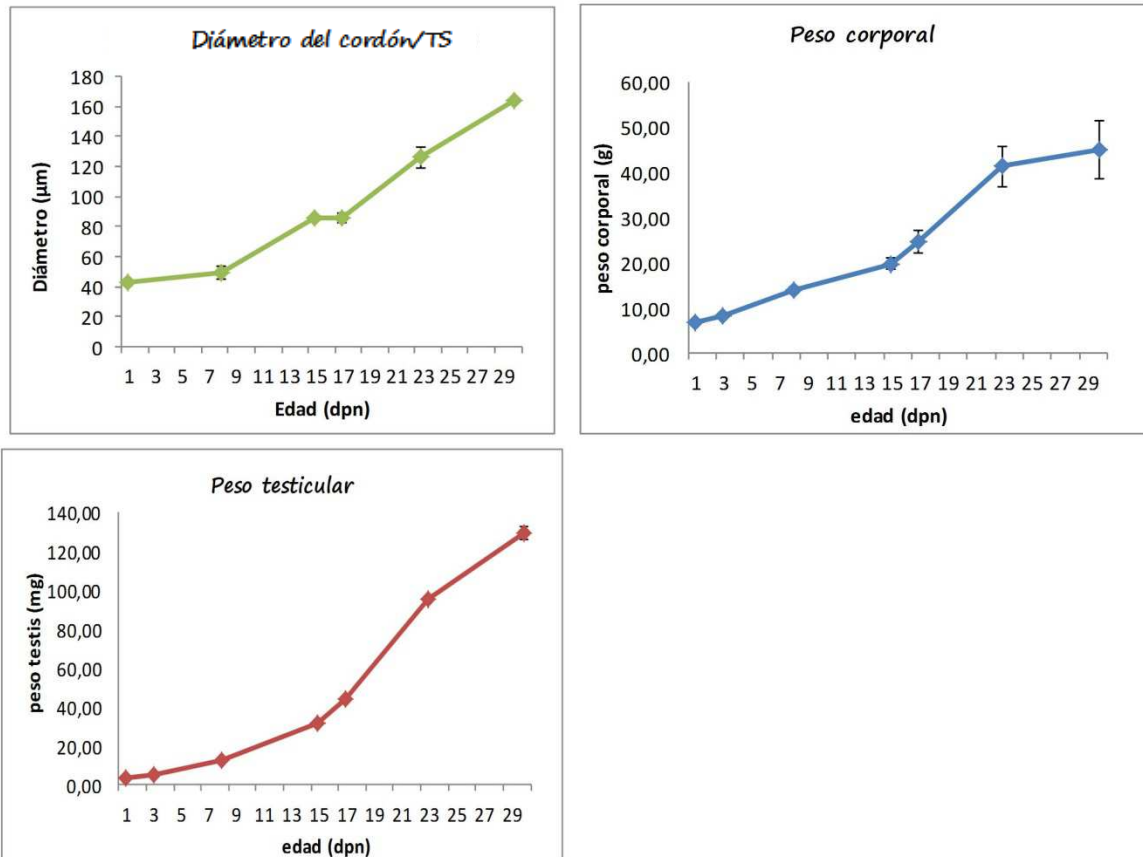 Diámetro del cordón/TS
180
160
140
120
100
80
60
40
20
0
Diámetro (µm)
1 3 5 7 9 11 13 15 17 19 21 23 25 27 29
Edad (dpn)
Peso corporal
60,00
50,00
40,00
30,00
20,00
10,00
0,00
peso corporal (g)
1 3 5 7 9 11 13 15 17 19 21 23 25 27 29
edad (dpn)
Peso testicular
140,00
120,00
100,00
80,00
60,00
40,00
20,00
0,00
peso testis (mg)
1 3 5 7 9 11 13 15 17 19 21 23 25 27 29
edad (dpn)